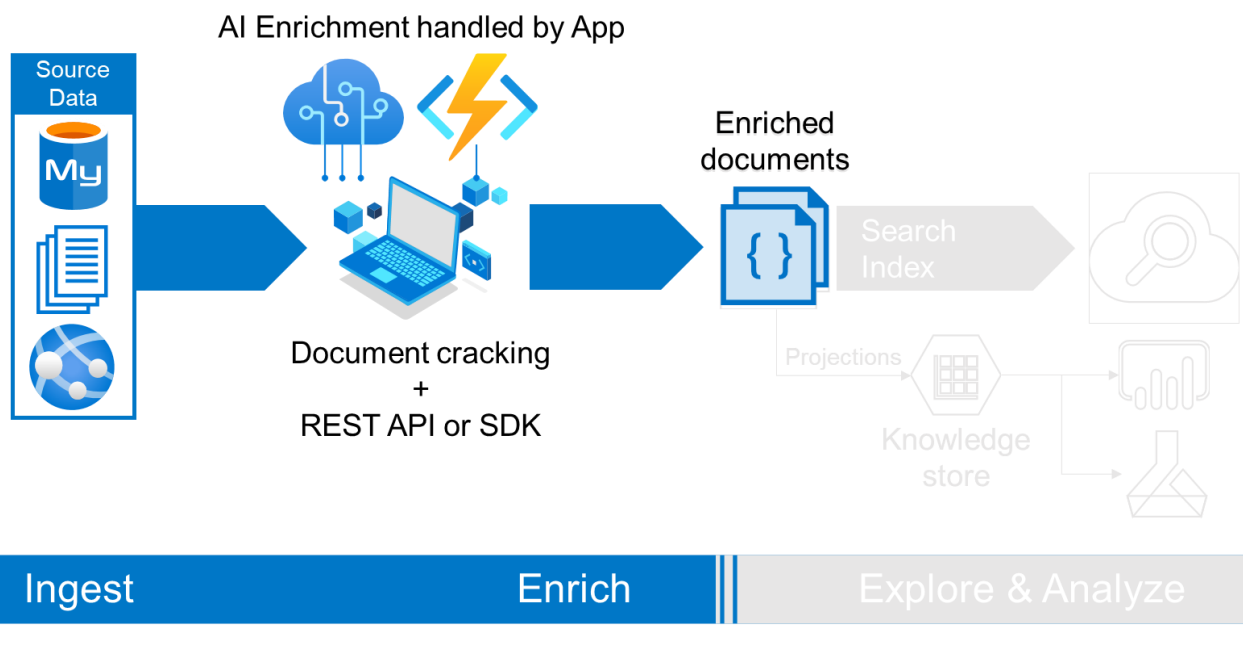 AI Enrichment handled by App
Source
Data
My
Enriched
documents
{ }
Search
Index
Document cracking
+
REST API or SDK
Projections
Knowledge
store
Ingest
Enrich
Explore & Analyze